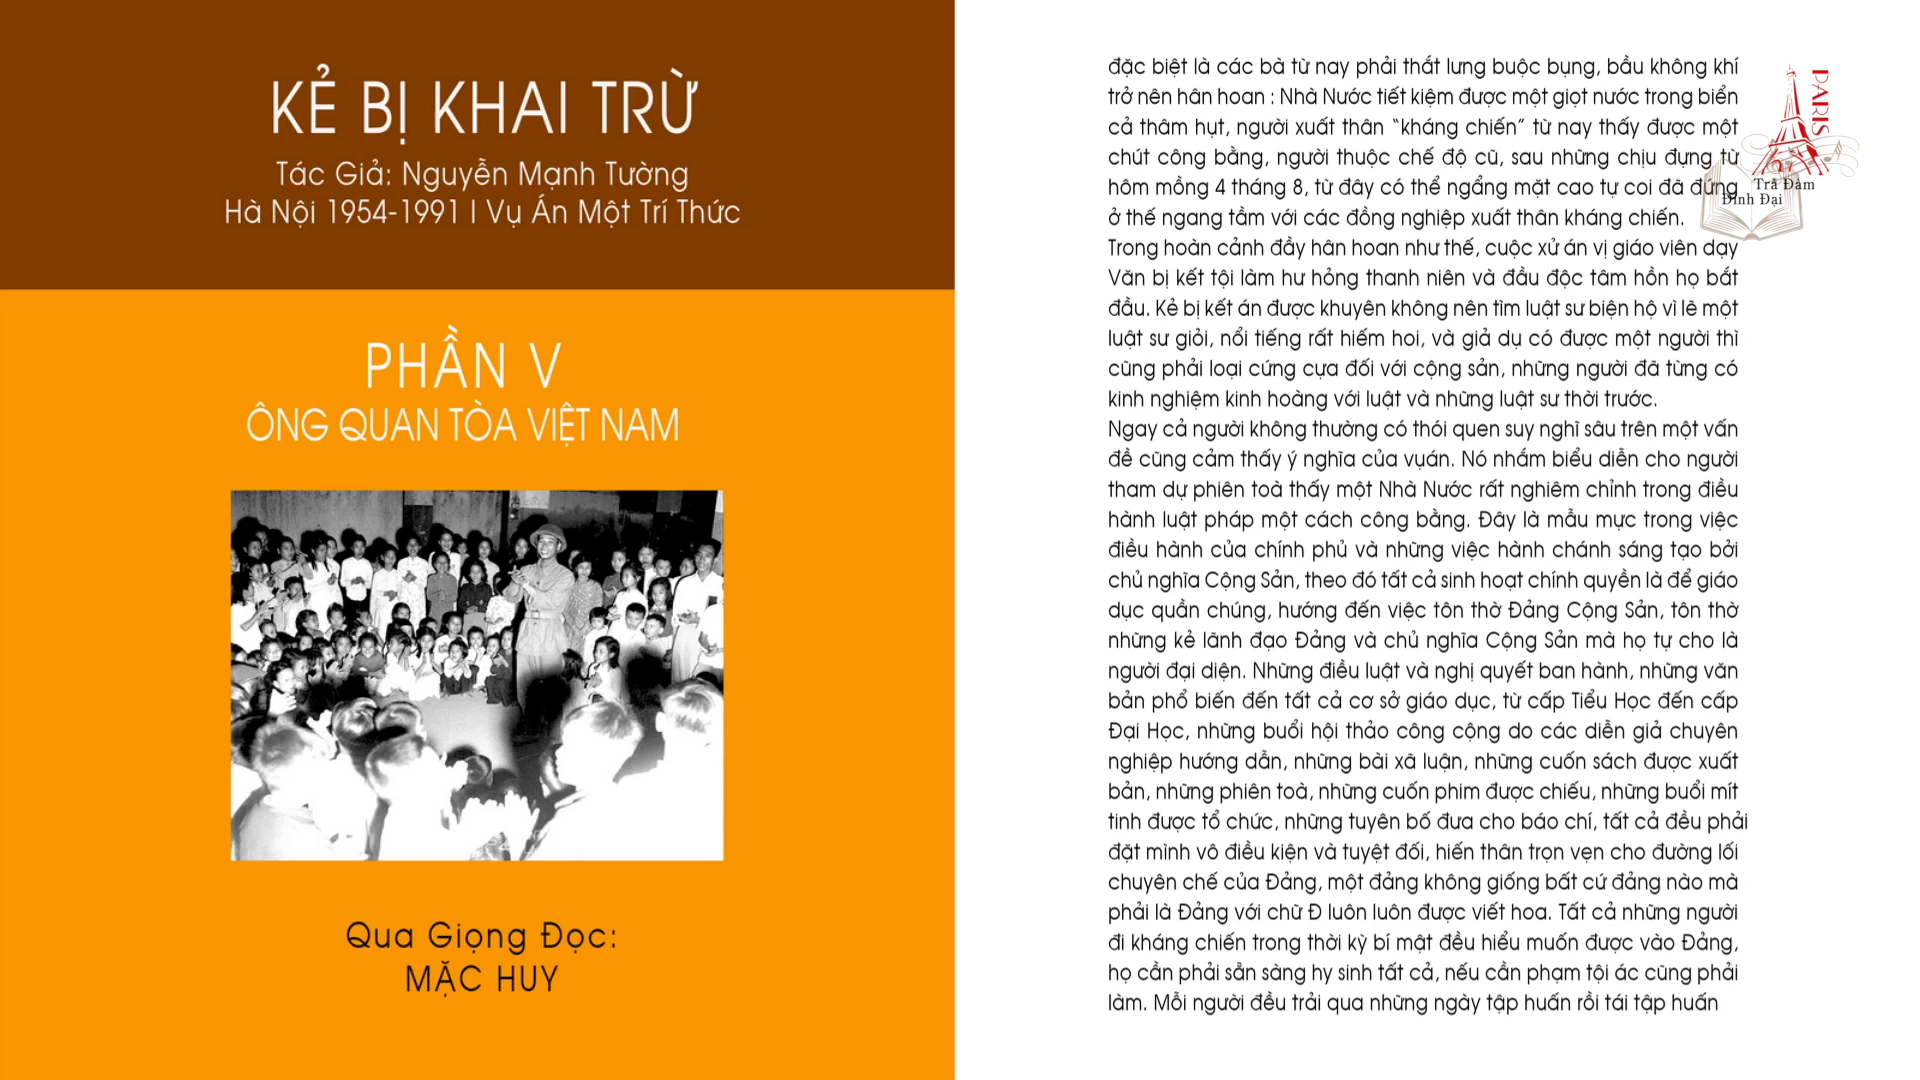 KẺ BỊ KHAI TRỪ
Tác Giả: Nguyễn Mạnh Tường
Hà Nội 1954-1991 I Vụ Án Một Trí Thức
PHẦN V
ÔNG QUAN TÒA VIỆT NAM
Qua Giọng Đọc:
MẶC HUY
đặc biệt là các bà từ nay phải thắt lưng buộc bụng, bầu không khí
trở nên hân hoan : Nhà Nước tiết kiệm được một giọt nước trong biển
cả thâm hụt, người xuất thân “kháng chiến” từ nay thấy được một
chút công bằng, người thuộc chế độ cũ, sau những chịu đựng từ
hôm mồng 4 tháng 8, từ đây có thể ngẩng mặt cao tự coi đã đứng
ở thế ngang tầm với các đồng nghiệp xuất thân kháng chiến.
Trong hoàn cảnh đầy hân hoan như thế, cuộc xử án vị giáo viên dạy
Văn bị kết tội làm hư hỏng thanh niên và đầu độc tâm hồn họ bắt
đầu. Kẻ bị kết án được khuyên không nên tìm luật sư biện hộ vì lẽ một
luật sư giỏi, nổi tiếng rất hiếm hoi, và giả dụ có được một người thì
cũng phải loại cứng cựa đối với cộng sản, những người đã từng có
kinh nghiệm kinh hoàng với luật và những luật sư thời trước.
Ngay cả người không thường có thói quen suy nghĩ sâu trên một vấn
đề cũng cảm thấy ý nghĩa của vụán. Nó nhắm biểu diễn cho người
tham dự phiên toà thấy một Nhà Nước rất nghiêm chỉnh trong điều
hành luật pháp một cách công bằng. Đây là mẫu mực trong việc
điều hành của chính phủ và những việc hành chánh sáng tạo bởi
chủ nghĩa Cộng Sản, theo đó tất cả sinh hoạt chính quyền là để giáo
dục quần chúng, hướng đến việc tôn thờ Đảng Cộng Sản, tôn thờ
những kẻ lãnh đạo Đảng và chủ nghĩa Cộng Sản mà họ tự cho là
người đại diện. Những điều luật và nghị quyết ban hành, những văn
bản phổ biến đến tất cả cơ sở giáo dục, từ cấp Tiểu Học đến cấp
Đại Học, những buổi hội thảo công cộng do các diễn giả chuyên
nghiệp hướng dẫn, những bài xã luận, những cuốn sách được xuất
bản, những phiên toà, những cuốn phim được chiếu, những buổi mít
tinh được tổ chức, những tuyên bố đưa cho báo chí, tất cả đều phải
đặt mình vô điều kiện và tuyệt đối, hiến thân trọn vẹn cho đường lối
chuyên chế của Đảng, một đảng không giống bất cứ đảng nào mà
phải là Đảng với chữ Đ luôn luôn được viết hoa. Tất cả những người
đi kháng chiến trong thời kỳ bí mật đều hiểu muốn được vào Đảng,
họ cần phải sẵn sàng hy sinh tất cả, nếu cần phạm tội ác cũng phải
làm. Mỗi người đều trải qua những ngày tập huấn rồi tái tập huấn
PARIS
Trà Đàm
Đình Đại